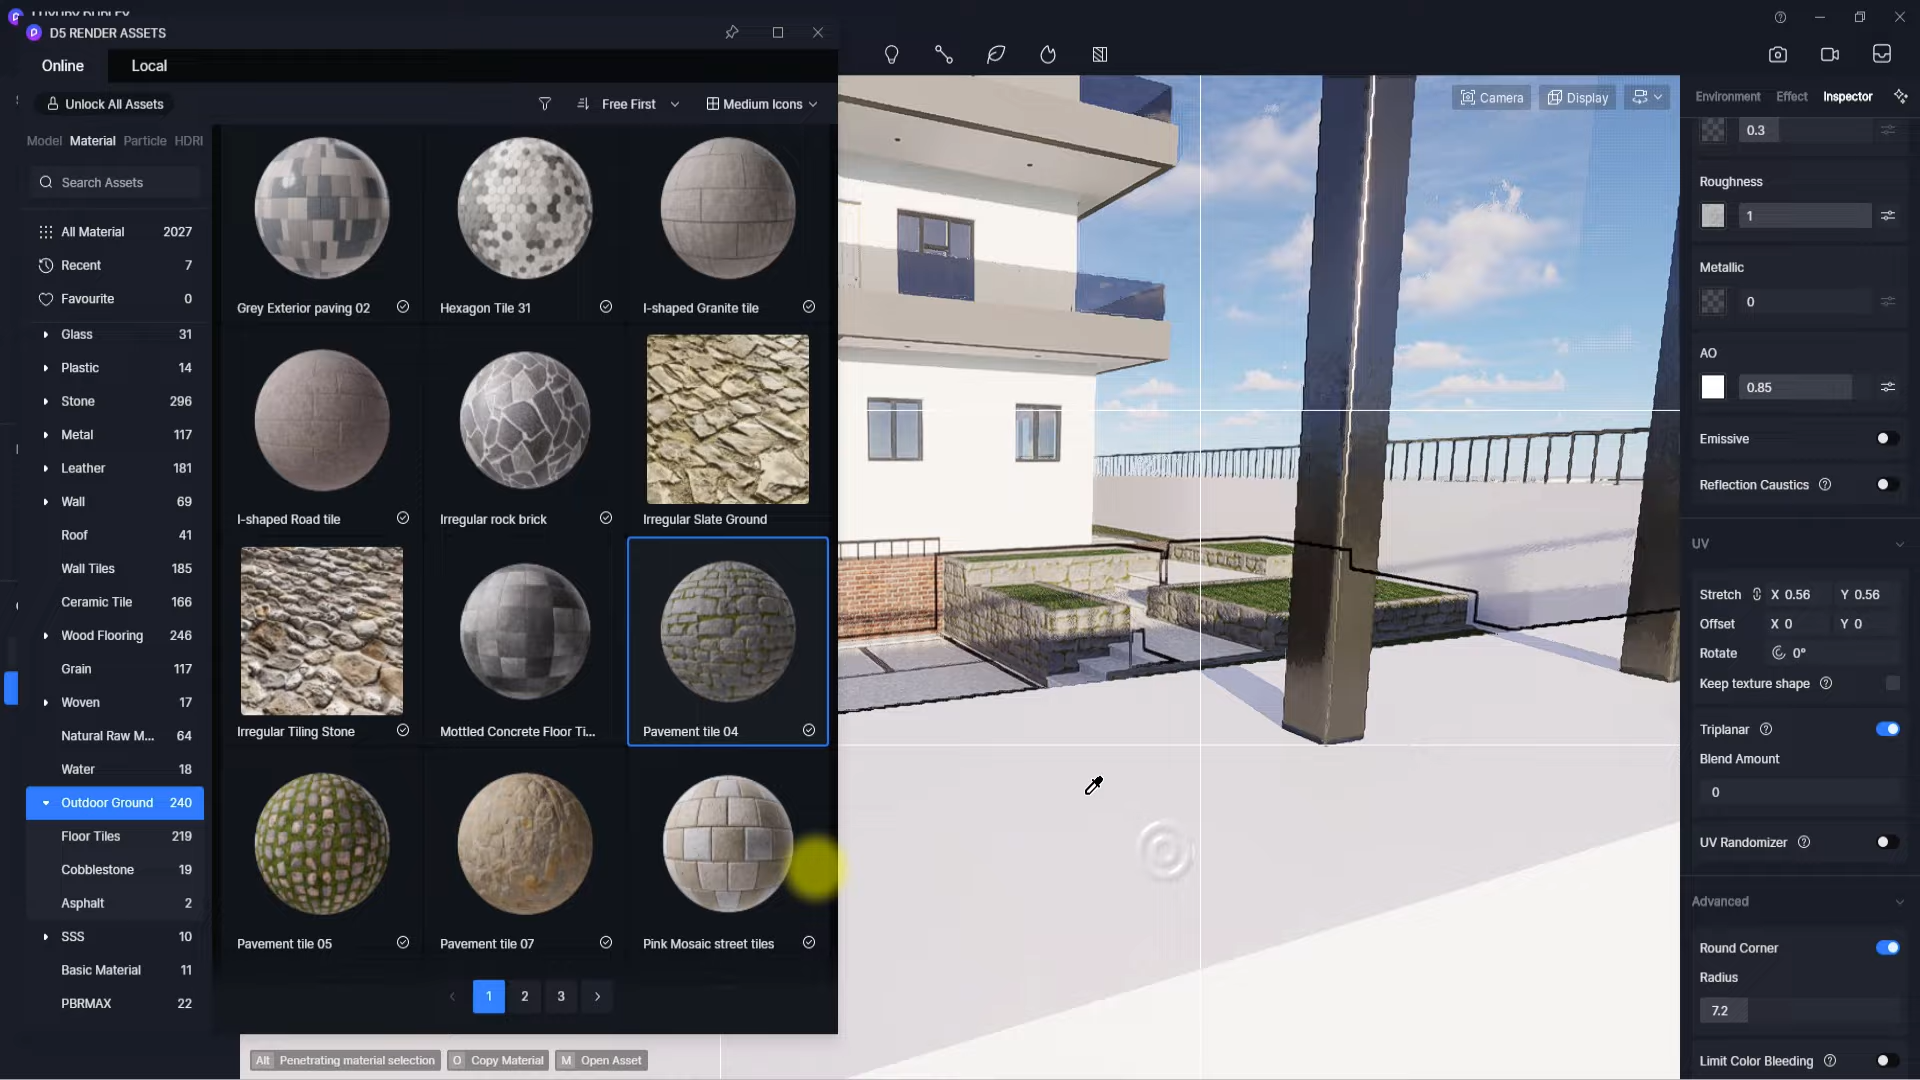 D5 RENDER ASSETS
Online
Local
Unlock All Assets
Free First
Medium Icons
Model
Material
Particle
HDRI
Search Assets
All Material 2027
Recent 7
Favourite 0
Glass 31
Plastic 14
Stone 296
Metal 117
Leather 181
Wall 69
Roof 41
Wall Tiles 185
Ceramic Tile 166
Wood Flooring 246
Grain 117
Woven 17
Natural Raw M... 64
Water 18
Outdoor Ground 240
Floor Tiles 219
Cobblestone 19
Asphalt 2
SSS 10
Basic Material 11
PBRMAX 22
Grey Exterior paving 02
Hexagon Tile 31
I-shaped Granite tile
I-shaped Road tile
Irregular rock brick
Irregular Slate Ground
Irregular Tiling Stone
Mottled Concrete Floor Ti...
Pavement tile 04
Pavement tile 05
Pavement tile 07
Pink Mosaic street tiles
1
2
3
Alt Penetrating material selection
O Copy Material
M Open Asset
Camera
Display
Environment
Effect
Inspector
0.3
Roughness
1
Metallic
0
AO
0.85
Emissive
Reflection Caustics
UV
Stretch X 0.56 Y 0.56
Offset X 0 Y 0
Rotate 0°
Keep texture shape
Triplanar
Blend Amount
0
UV Randomizer
Advanced
Round Corner
Radius
7.2
Limit Color Bleeding